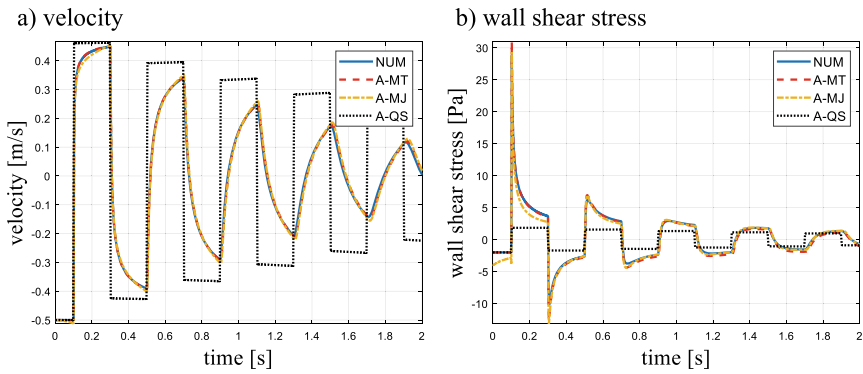 a) velocity
velocity [m/s]
0.4
0.3
0.2
0.1
0
-0.1
-0.2
-0.3
-0.4
-0.5
NUM
A-MT
A-MJ
A-QS
0 0.2 0.4 0.6 0.8 1 1.2 1.4 1.6 1.8 2
time [s]
b) wall shear stress
wall shear stress [Pa]
30
25
20
15
10
5
0
-5
-10
NUM
A-MT
A-MJ
A-QS
0 0.2 0.4 0.6 0.8 1 1.2 1.4 1.6 1.8 2
time [s]